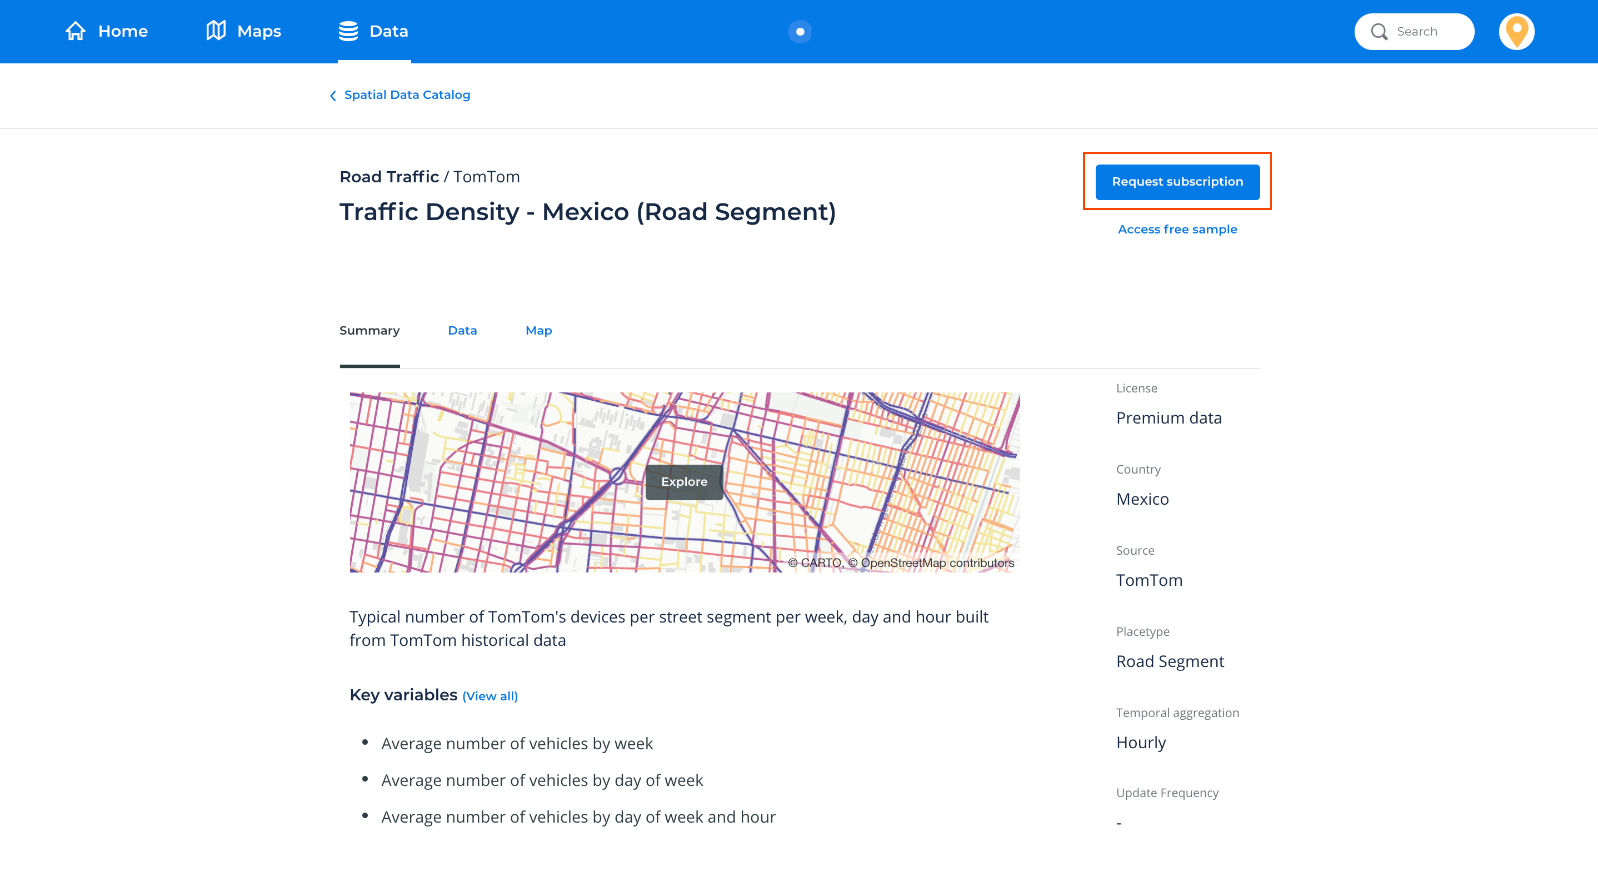 Home
Maps
Data
Search
Spatial Data Catalog
Road Traffic / TomTom
Request subscription
Traffic Density - Mexico (Road Segment)
Access free sample
Summary
Data
Map
License
Premium data
Country
Mexico
Explore
Source
© CARTO, © OpenStreetMap contributors
TomTom
Typical number of TomTom's devices per street segment per week, day and hour built
from TomTom historical data
Placetype
Road Segment
Key variables (View all)
Temporal aggregation
Hourly
• Average number of vehicles by week
• Average number of vehicles by day of week
Update Frequency
• Average number of vehicles by day of week and hour
-